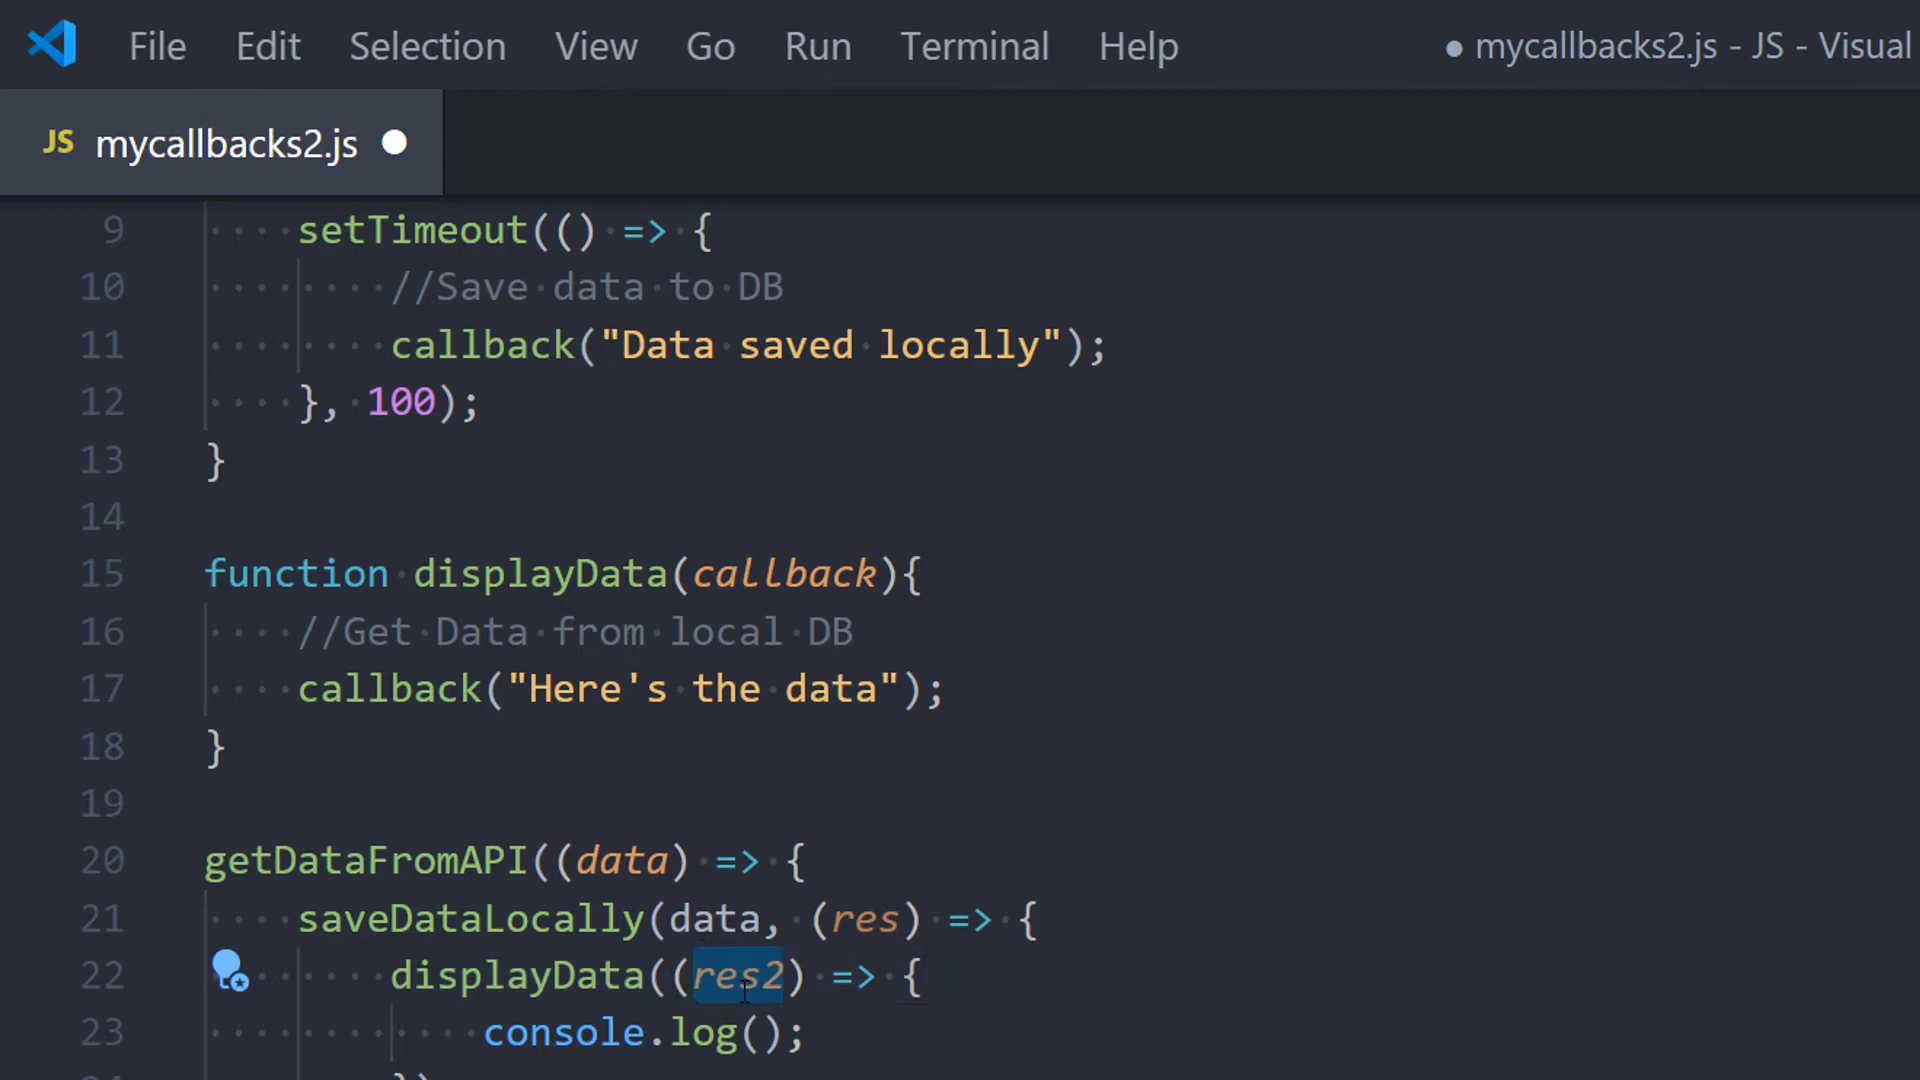 File Edit Selection View Go Run Terminal Help ● mycallbacks2.js - JS - Visual
JS mycallbacks2.js ●
9 setTimeout(() => {
10 //Save data to DB
11 callback("Data saved locally");
12 }, 100);
13 }
14
15 function displayData(callback){
16 //Get Data from local DB
17 callback("Here's the data");
18 }
19
20 getDataFromAPI((data) => {
21 saveDataLocally(data, (res) => {
22 displayData((res2) => {
23 console.log();